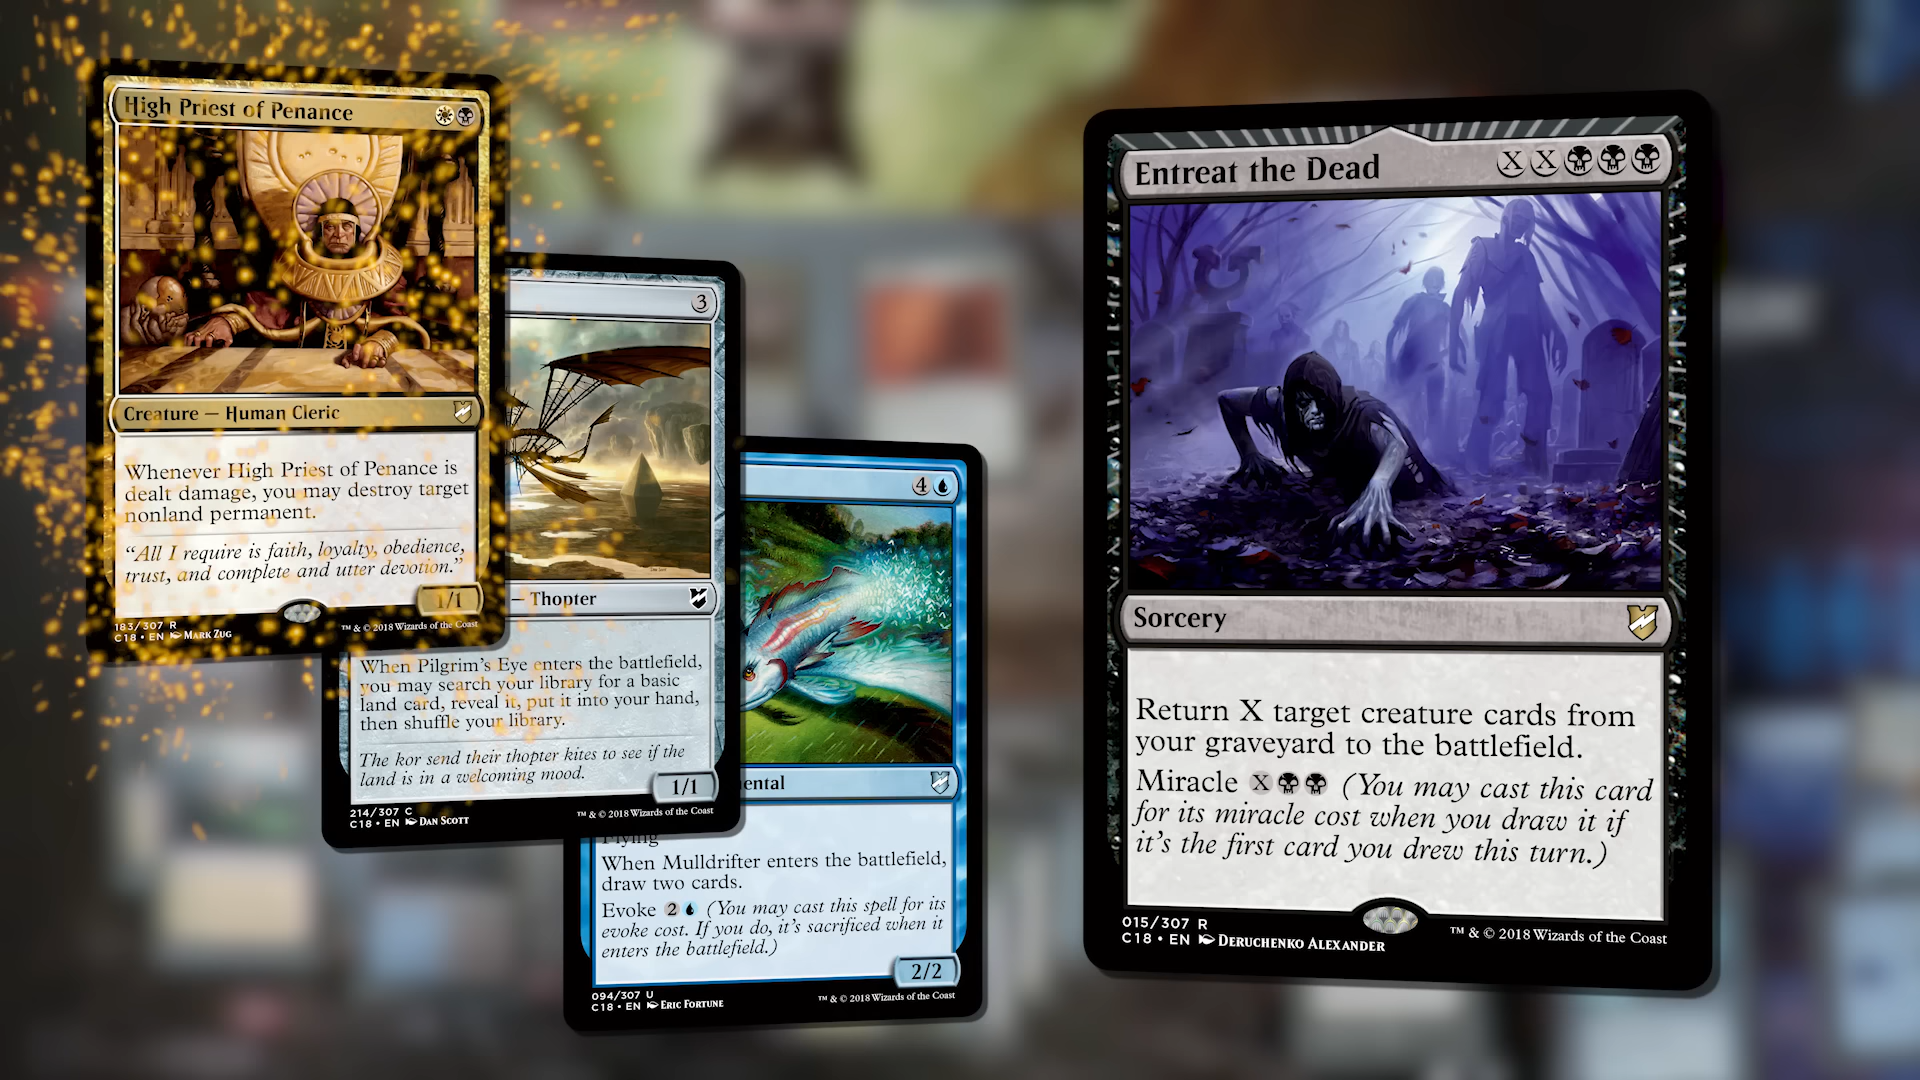 High Priest of Penance
Creature — Human Cleric
Whenever High Priest of Penance is
dealt damage, you may destroy target
nonland permanent.
“All I require is faith, loyalty, obedience,
trust, and complete and utter devotion.”
1/1
183/307 R
C18 • EN Mark Zug
™ & © 2018 Wizards of the Coast
3
— Thopter
When Pilgrim's Eye enters the battlefield,
you may search your library for a basic
land card, reveal it, put it into your hand,
then shuffle your library.
The kor send their thopter kites to see if the
land is in a welcoming mood.
1/1
214/307 C
C18 • EN Dan Scott
™ & © 2018 Wizards of the Coast
4
ental
Flying
When Mulldrifter enters the battlefield,
draw two cards.
Evoke 2 (You may cast this spell for its
evoke cost. If you do, it's sacrificed when it
enters the battlefield.)
2/2
094/307 U
C18 • EN Eric Fortune
™ & © 2018 Wizards of the Coast
Entreat the Dead X X
Sorcery
Return X target creature cards from
your graveyard to the battlefield.
Miracle X (You may cast this card
for its miracle cost when you draw it if
it's the first card you drew this turn.)
015/307 R
C18 • EN Deruchenko Alexander
™ & © 2018 Wizards of the Coast